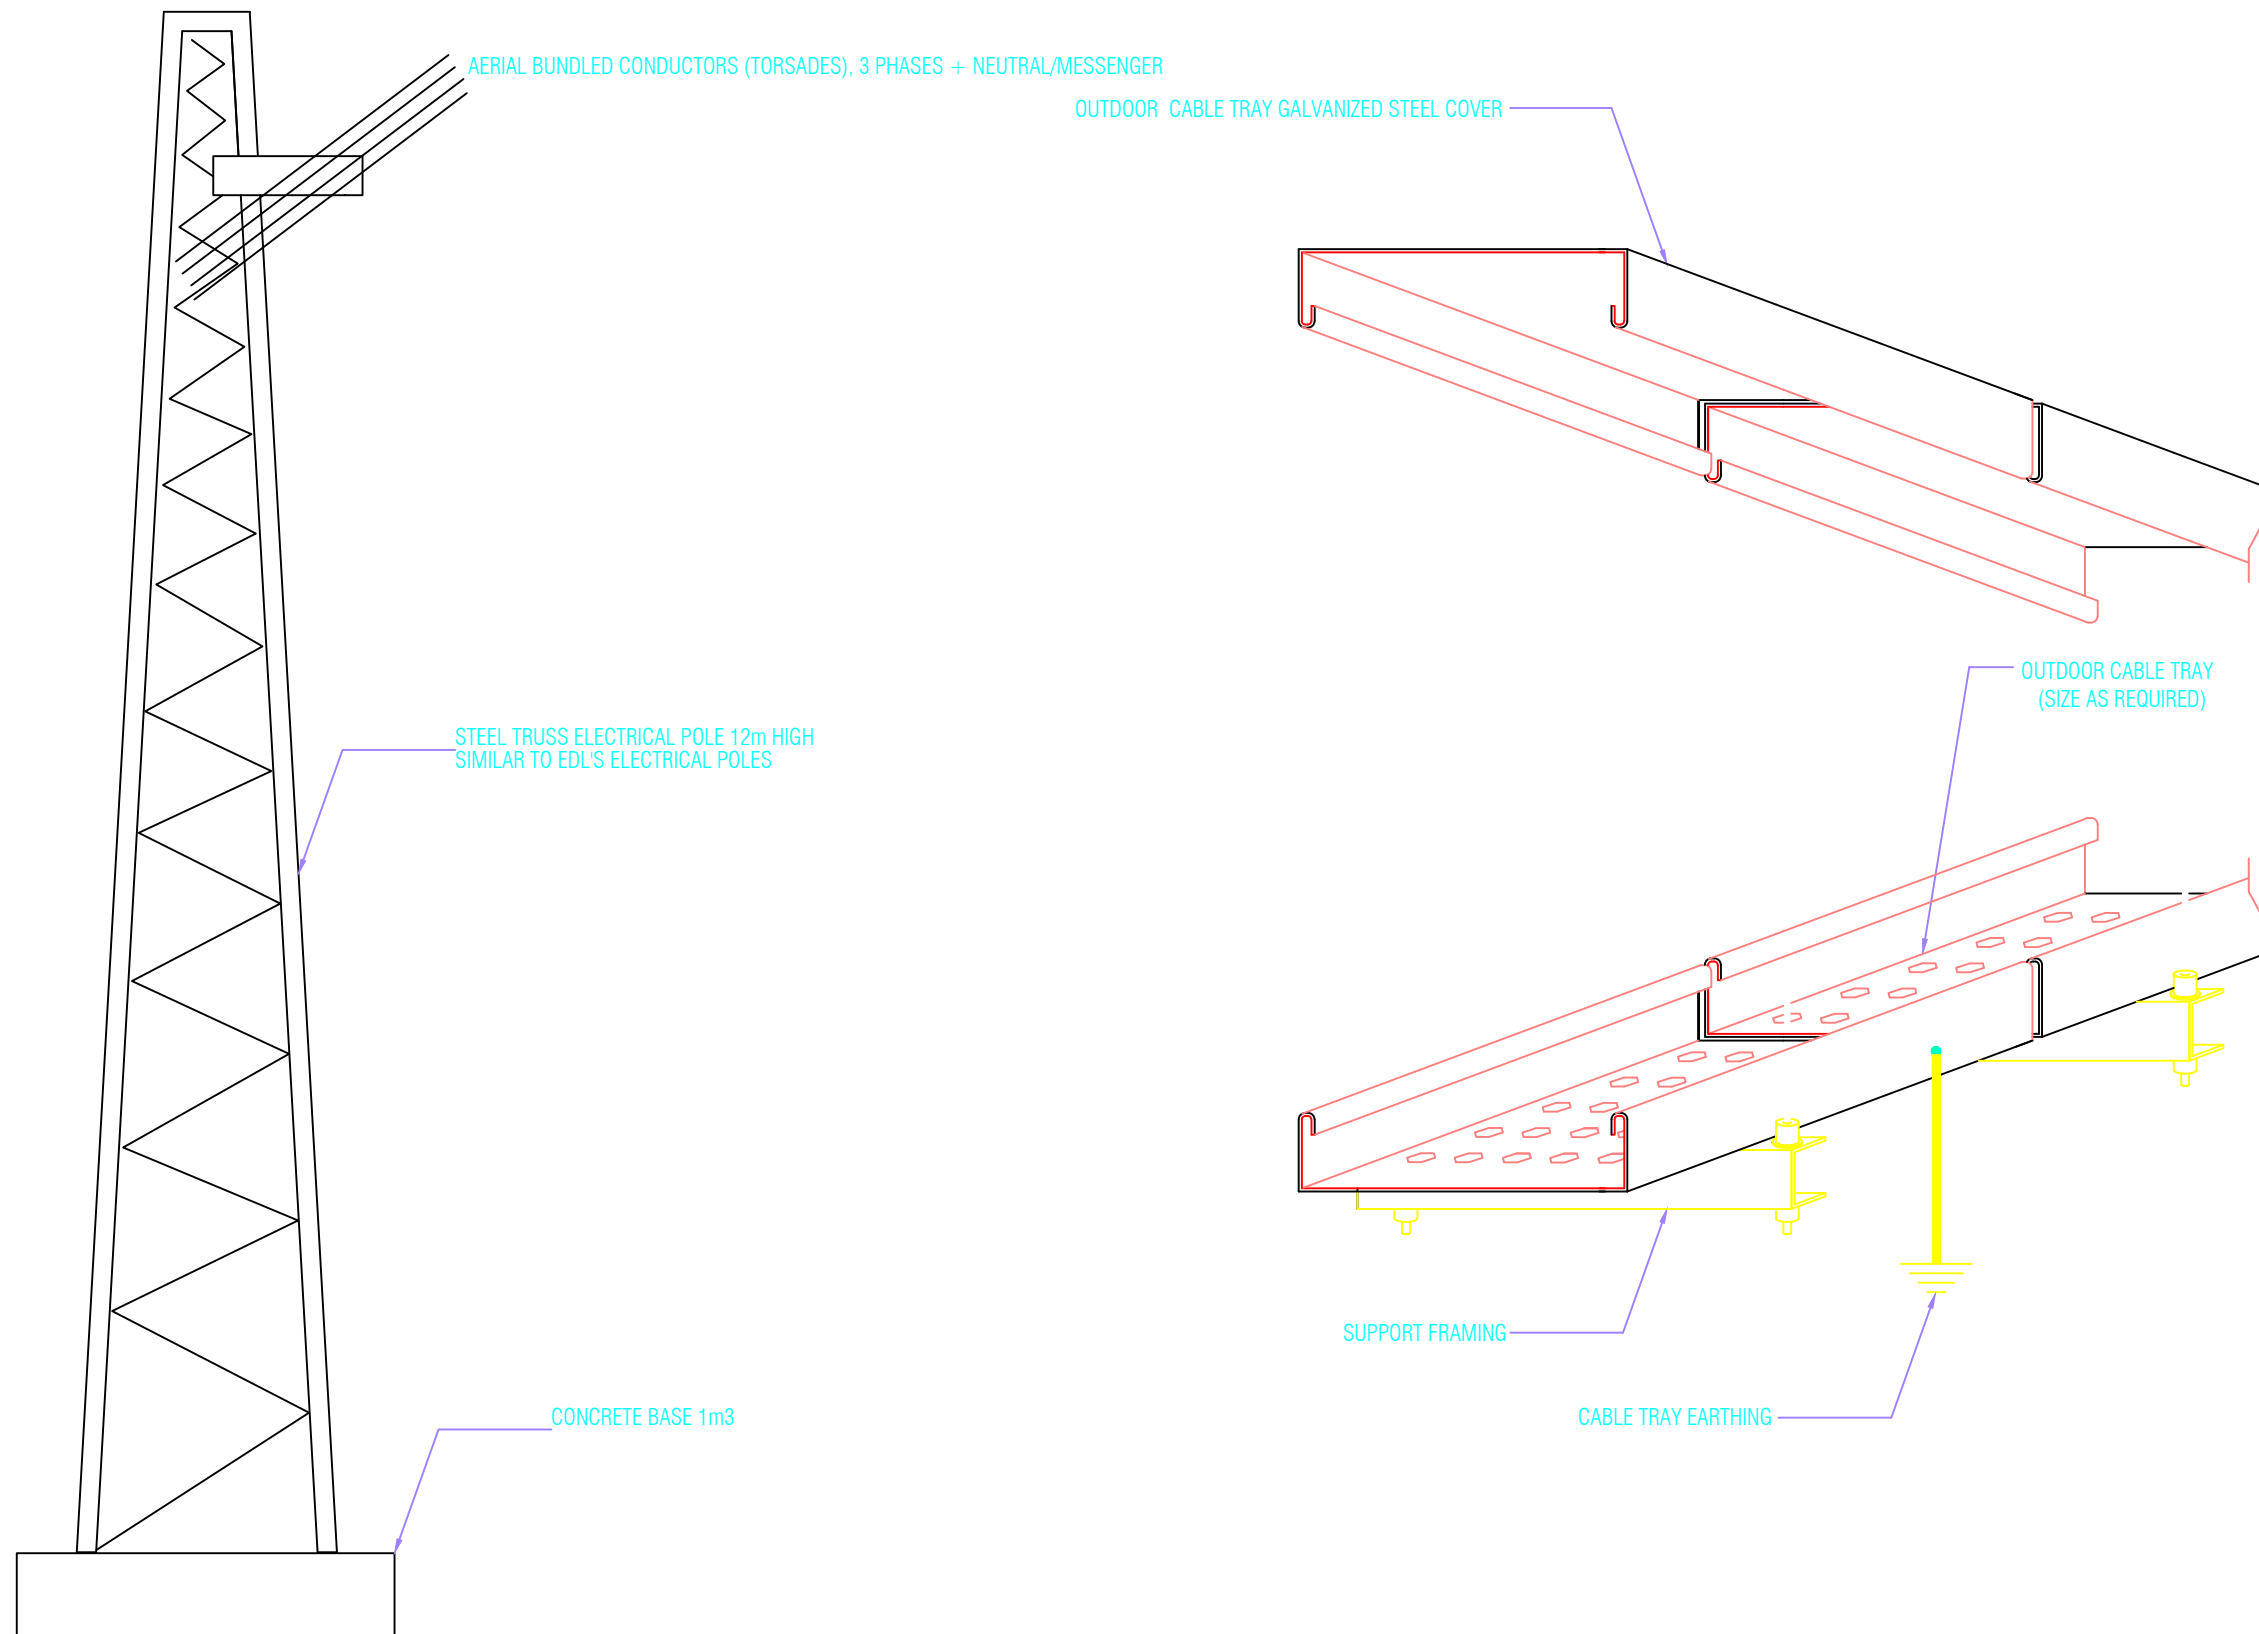 AERIAL BUNDLED CONDUCTORS (TORSADES), 3 PHASES + NEUTRAL/MESSENGER
OUTDOOR CABLE TRAY GALVANIZED STEEL COVER
OUTDOOR CABLE TRAY
(SIZE AS REQUIRED)
STEEL TRUSS ELECTRICAL POLE 12m HIGH
SIMILAR TO EDL'S ELECTRICAL POLES
SUPPORT FRAMING
CONCRETE BASE 1m3
CABLE TRAY EARTHING